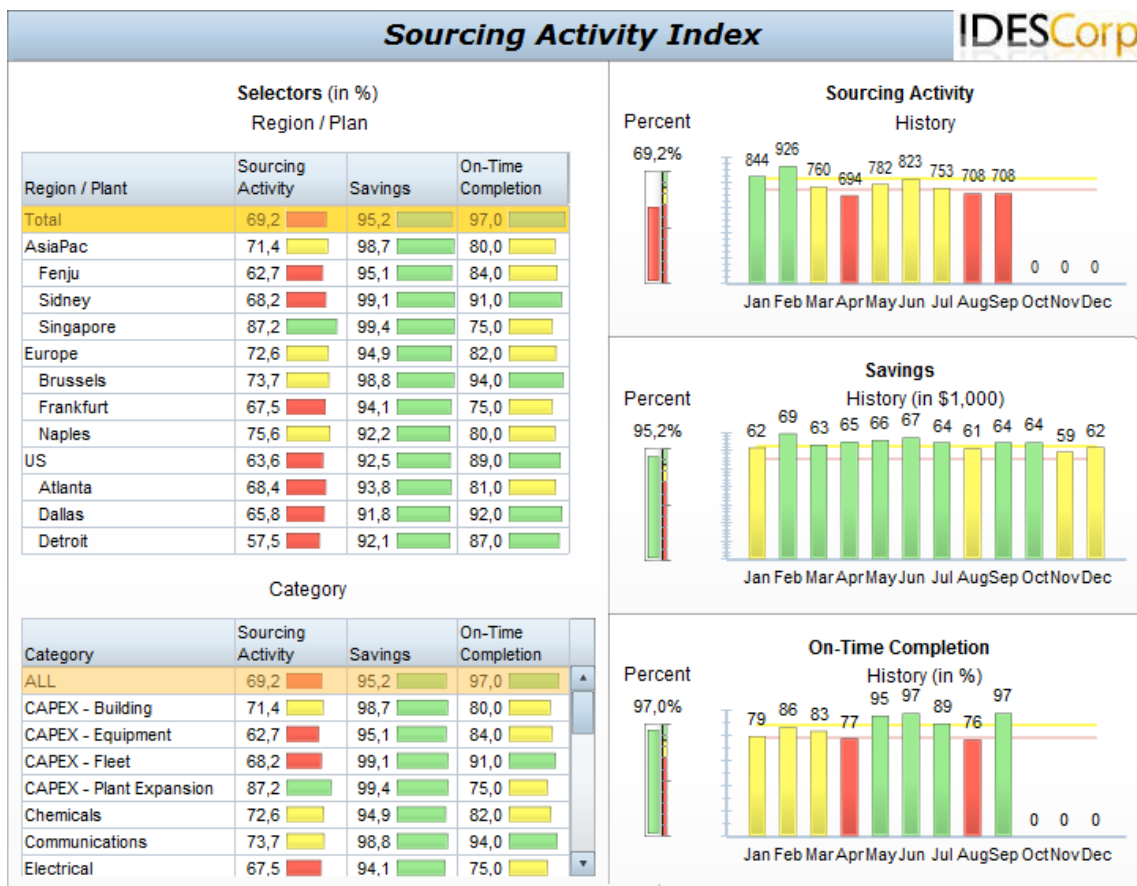 Sourcing Activity Index
IDESCorp
Selectors (in %)
Region / Plan
Region / Plant Sourcing Activity Savings On-Time Completion
Total 69,2 95,2 97,0
AsiaPac 71,4 98,7 80,0
Fenju 62,7 95,1 84,0
Sidney 68,2 99,1 91,0
Singapore 87,2 99,4 75,0
Europe 72,6 94,9 82,0
Brussels 73,7 98,8 94,0
Frankfurt 67,5 94,1 75,0
Naples 75,6 92,2 80,0
US 63,6 92,5 89,0
Atlanta 68,4 93,8 81,0
Dallas 65,8 91,8 92,0
Detroit 57,5 92,1 87,0
Category
Category Sourcing Activity Savings On-Time Completion
ALL 69,2 95,2 97,0
CAPEX - Building 71,4 98,7 80,0
CAPEX - Equipment 62,7 95,1 84,0
CAPEX - Fleet 68,2 99,1 91,0
CAPEX - Plant Expansion 87,2 99,4 75,0
Chemicals 72,6 94,9 82,0
Communications 73,7 98,8 94,0
Electrical 67,5 94,1 75,0
Sourcing Activity
Percent History
69,2%
844 926 760 694 782 823 753 708 708 0 0 0
Jan Feb Mar Apr May Jun Jul Aug Sep Oct Nov Dec
Savings
Percent History (in $1,000)
95,2%
62 69 63 65 66 67 64 61 64 64 59 62
Jan Feb Mar Apr May Jun Jul Aug Sep Oct Nov Dec
On-Time Completion
Percent History (in %)
97,0%
79 86 83 77 95 97 89 76 97 0 0 0
Jan Feb Mar Apr May Jun Jul Aug Sep Oct Nov Dec